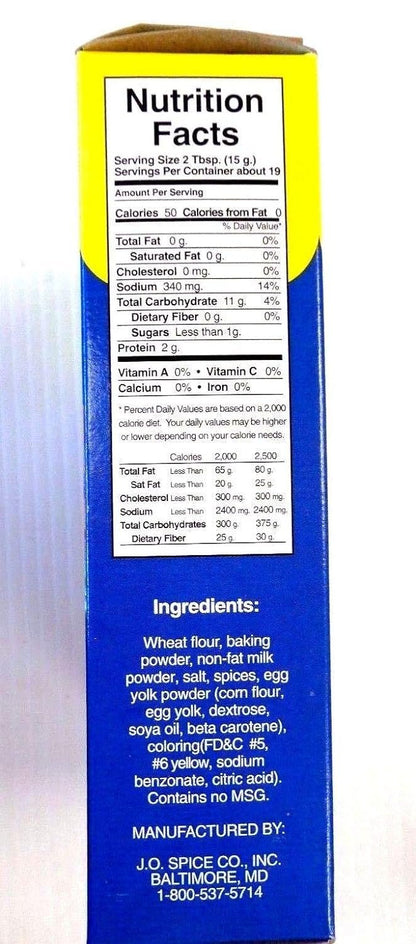 Nutrition
Facts
Serving Size 2 Tbsp. (15 g.)
Servings Per Container about 19
Amount Per Serving
Calories 50 Calories from Fat 0
% Daily Value*
Total Fat 0 g. 0%
Saturated Fat 0 g. 0%
Cholesterol 0 mg. 0%
Sodium 340 mg. 14%
Total Carbohydrate 11 g. 4%
Dietary Fiber 0 g. 0%
Sugars Less than 1g.
Protein 2 g.
Vitamin A 0% • Vitamin C 0%
Calcium 0% • Iron 0%
* Percent Daily Values are based on a 2,000
calorie diet. Your daily values may be higher
or lower depending on your calorie needs.
Calories 2,000 2,500
Total Fat Less Than 65 g. 80 g.
Sat Fat Less Than 20 g. 25 g.
Cholesterol Less Than 300 mg. 300 mg.
Sodium Less Than 2400 mg. 2400 mg.
Total Carbohydrates 300 g. 375 g.
Dietary Fiber 25 g. 30 g.
Ingredients:
Wheat flour, baking
powder, non-fat milk
powder, salt, spices, egg
yolk powder (corn flour,
egg yolk, dextrose,
soya oil, beta carotene),
coloring(FD&C #5,
#6 yellow, sodium
benzonate, citric acid).
Contains no MSG.
MANUFACTURED BY:
J.O. SPICE CO., INC.
BALTIMORE, MD
1-800-537-5714